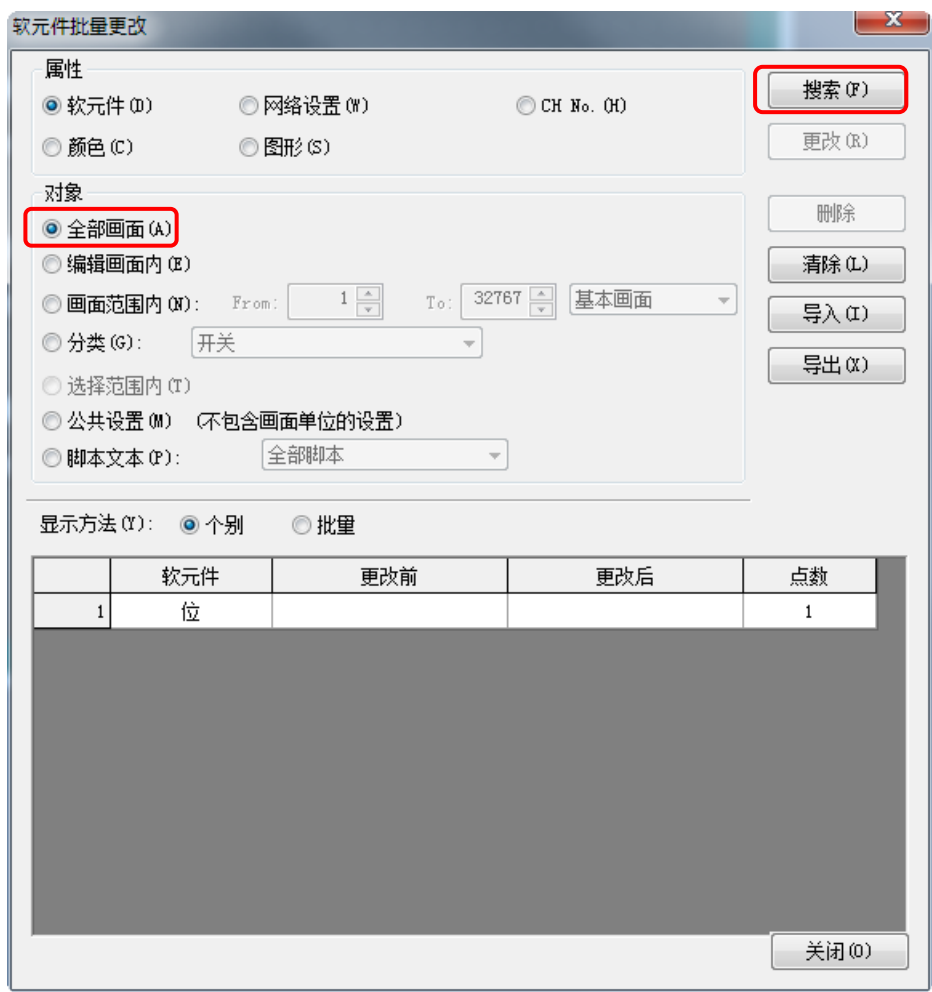 软元件批量更改
属性
搜索(F)
软元件(D) 网络设置(W) CH No. (H)
更改(R)
颜色(C) 图形(S)
对象
删除
全部画面(A)
编辑画面内(E)
清除(L)
画面范围内(N): From: 1 To: 32767 基本画面
导入(I)
分类(G): 开关
导出(X)
选择范围内(T)
公共设置(M) (不包含画面单位的设置)
脚本文本(P): 全部脚本
显示方法(Y): 个别 批量
软元件 更改前 更改后 点数
1 位 1
关闭(O)